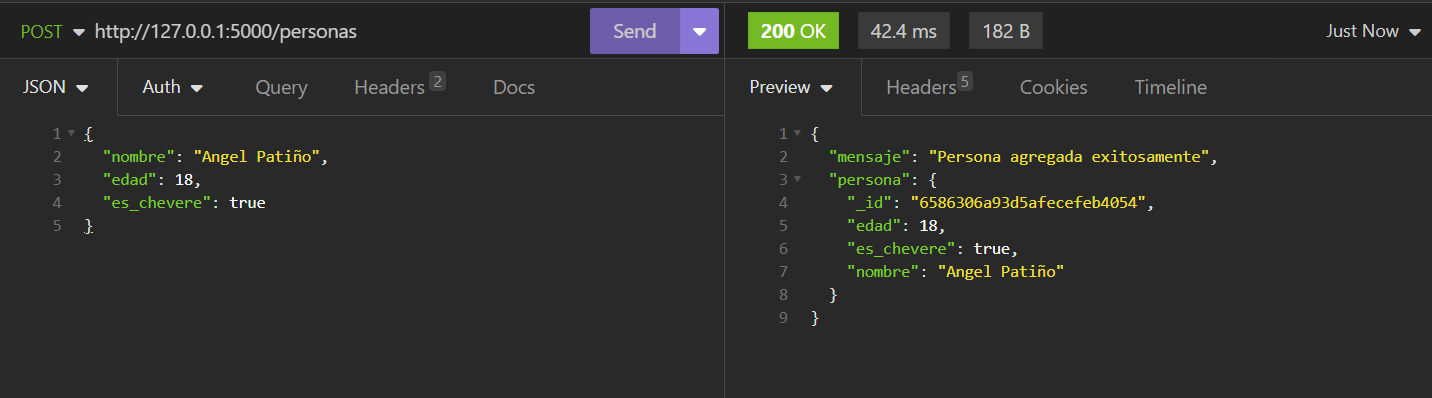 POST http://127.0.0.1:5000/personas Send 200 OK 42.4 ms 182 B Just Now
JSON Auth Query Headers 2 Docs Preview Headers 5 Cookies Timeline
1 {
2 "nombre": "Angel Patiño",
3 "edad": 18,
4 "es_chevere": true
5 }
1 {
2 "mensaje": "Persona agregada exitosamente",
3 "persona": {
4 "_id": "6586306a93d5afecefeb4054",
5 "edad": 18,
6 "es_chevere": true,
7 "nombre": "Angel Patiño"
8 }
9 }